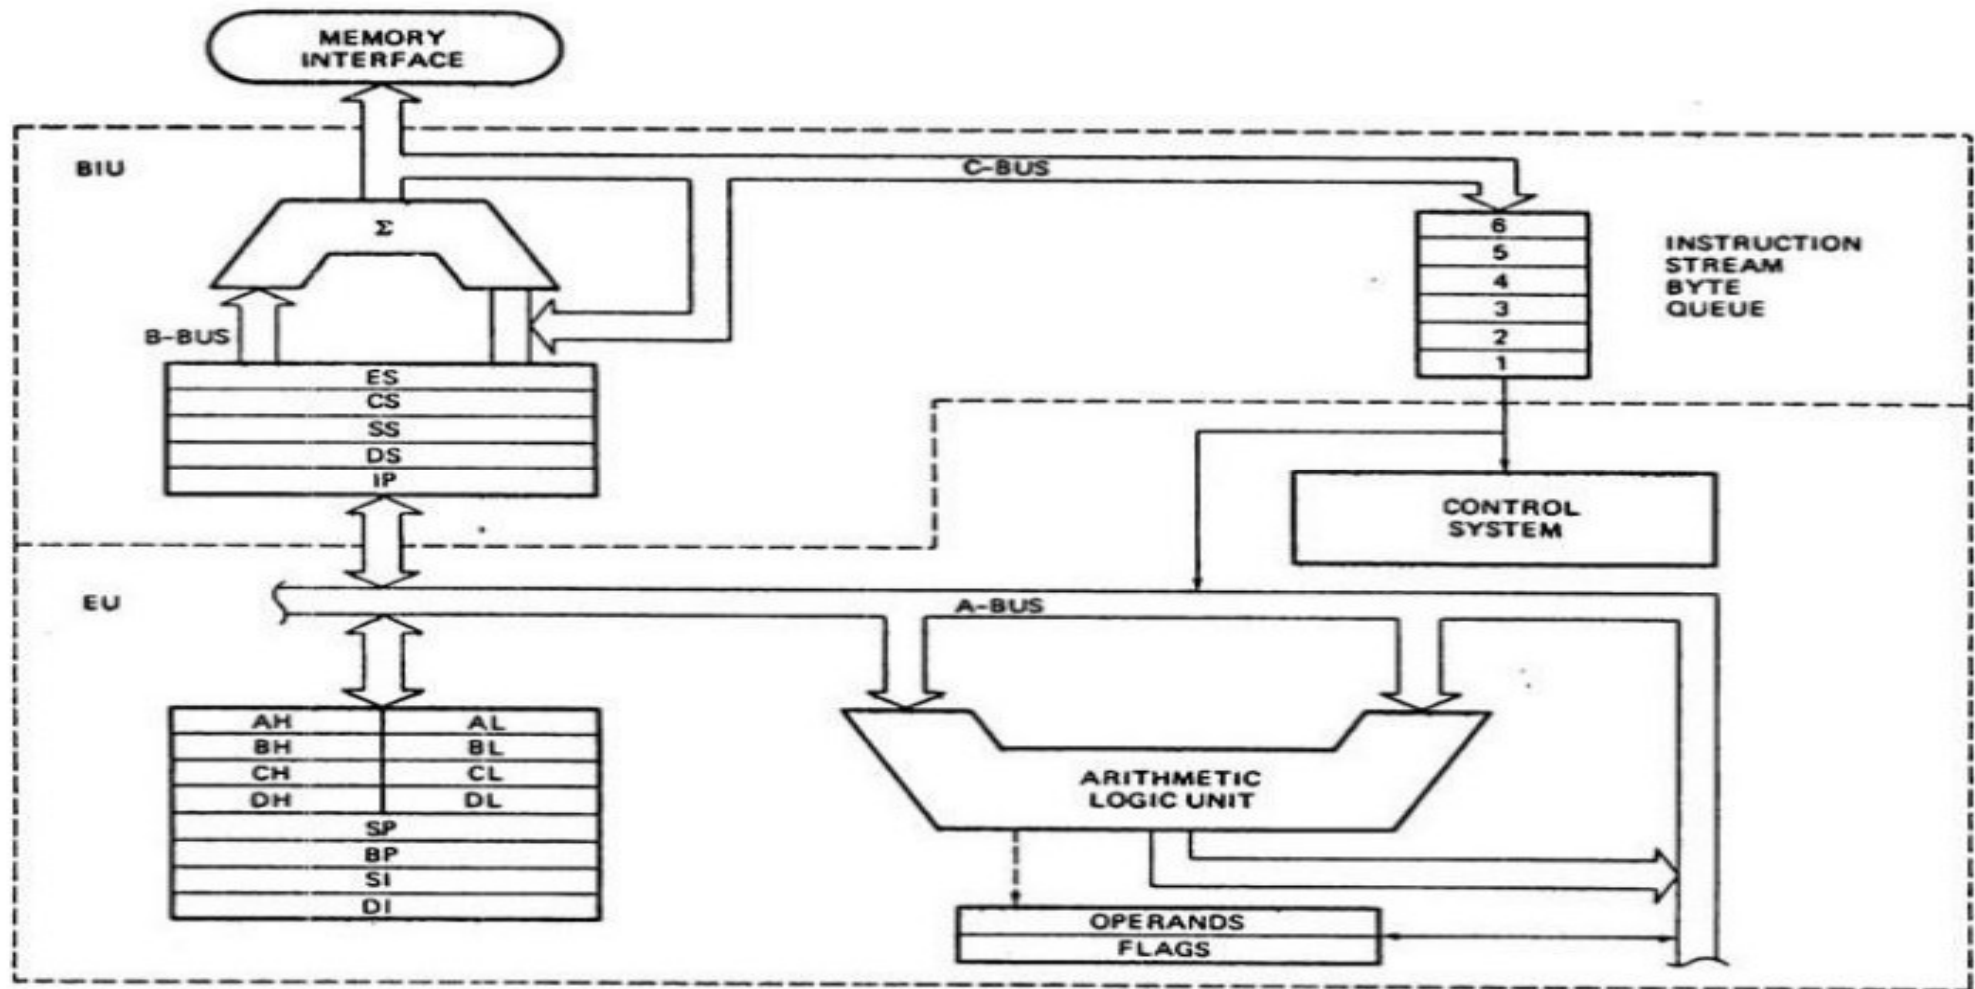 MEMORY
INTERFACE
BIU
C-BUS
Σ
6
5
4
3
2
1
INSTRUCTION
STREAM
BYTE
QUEUE
B-BUS
ES
CS
SS
DS
IP
CONTROL
SYSTEM
EU
A-BUS
AH AL
BH BL
CH CL
DH DL
SP
BP
SI
DI
ARITHMETIC
LOGIC UNIT
OPERANDS
FLAGS